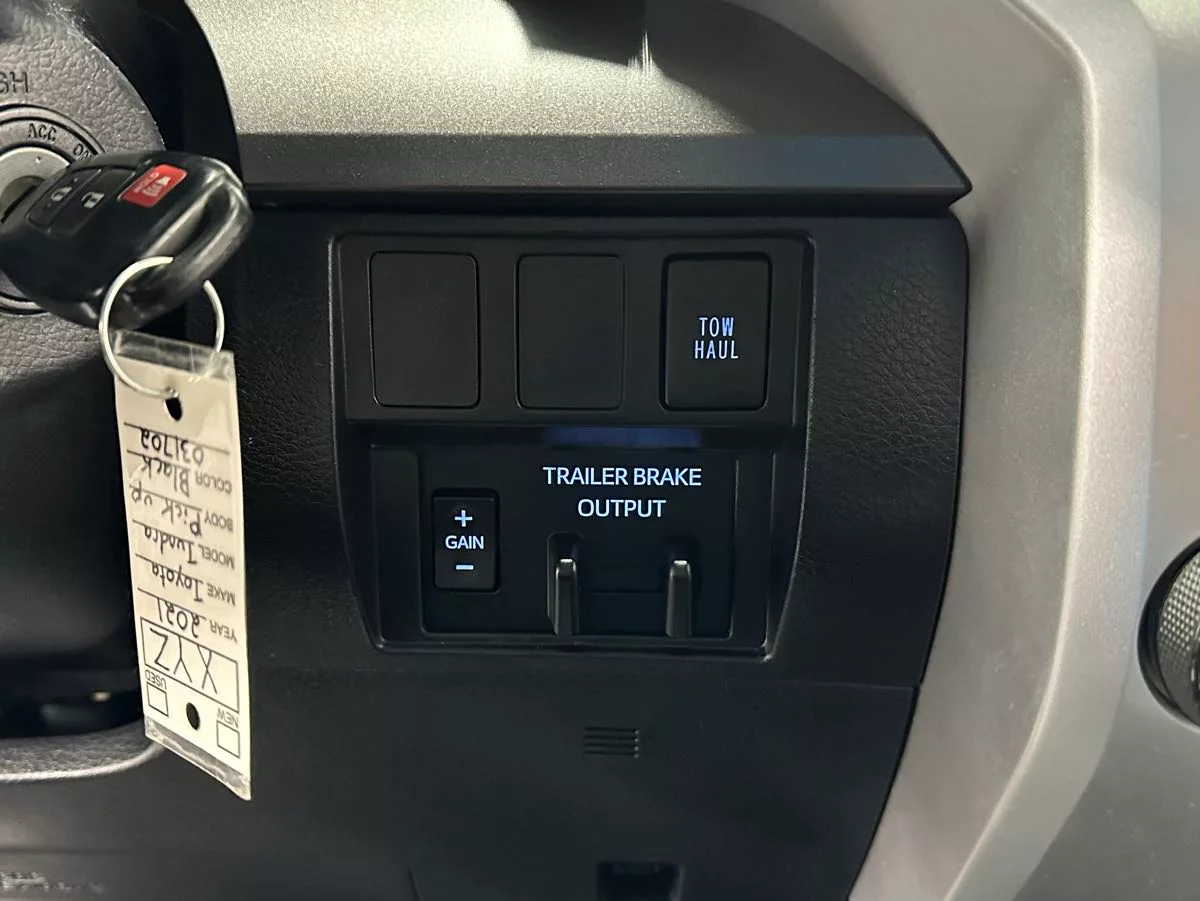 ACC
TOW
HAUL
TRAILER BRAKE
OUTPUT
+
GAIN
-
NEW
USED
XYZ
YEAR 2021
MAKE Toyota
MODEL Tundra
BODY Pick up
COLOR Black
031702